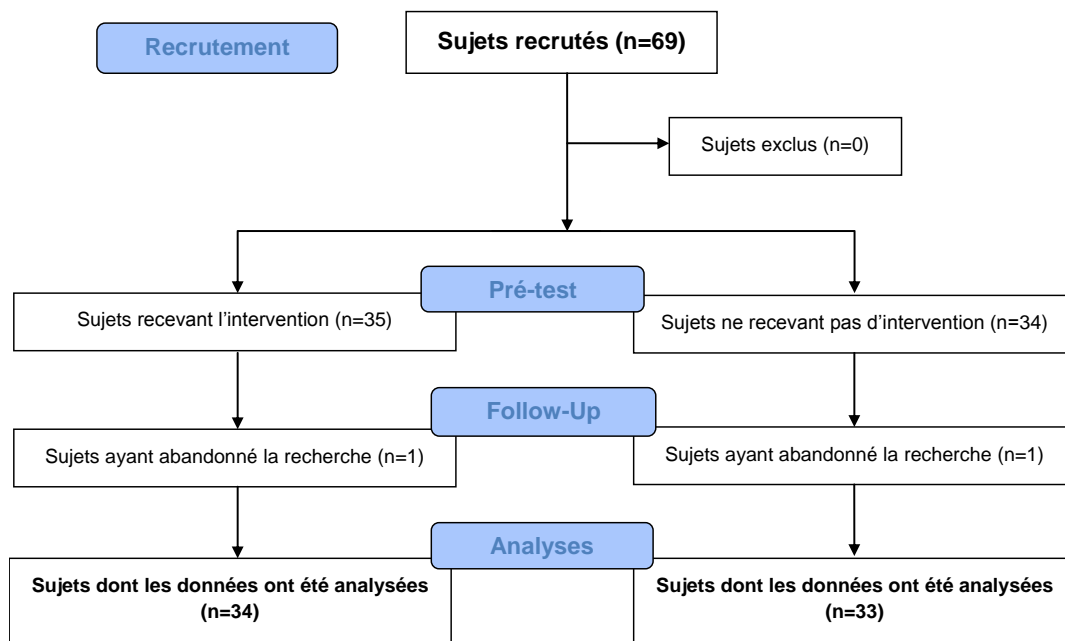 Recrutement
Sujets recrutés (n=69)
Sujets exclus (n=0)
Pré-test
Sujets recevant l’intervention (n=35)
Sujets ne recevant pas d’intervention (n=34)
Follow-Up
Sujets ayant abandonné la recherche (n=1)
Sujets ayant abandonné la recherche (n=1)
Analyses
Sujets dont les données ont été analysées
(n=34)
Sujets dont les données ont été analysées
(n=33)